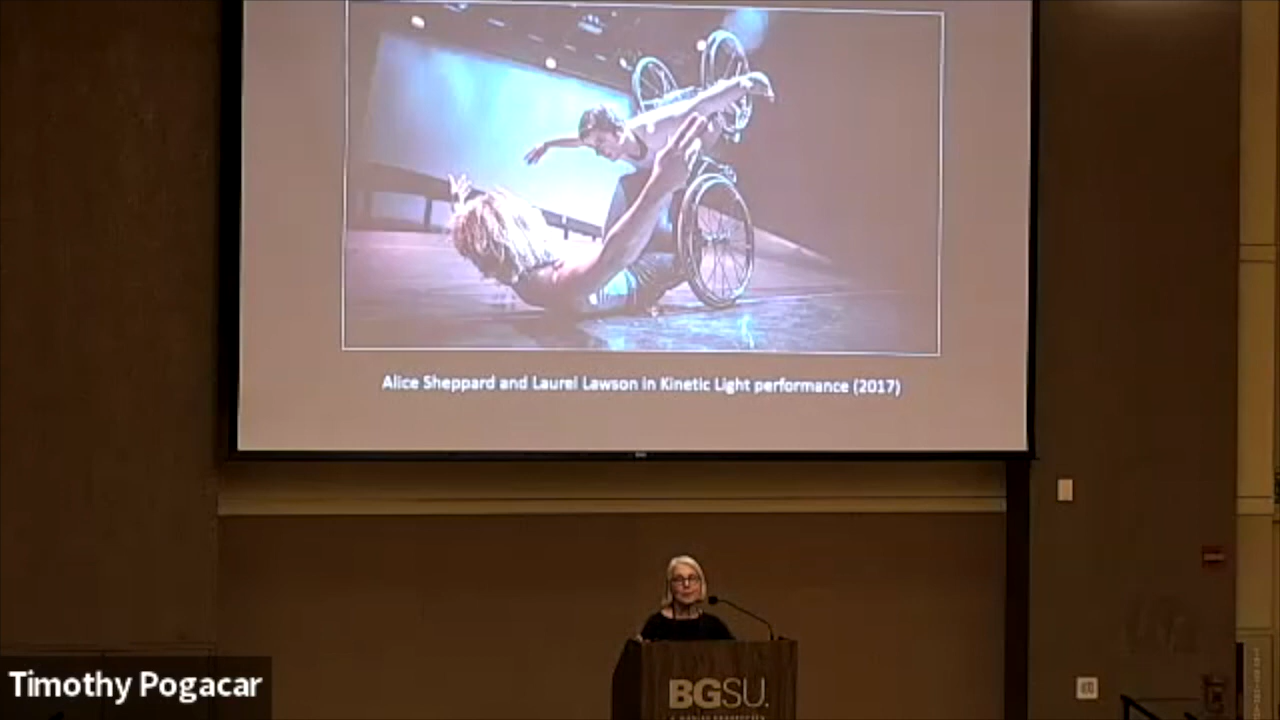 Alice Sheppard and Laurel Lawson in Kinetic Light performance (2017)
BGSU.
Timothy Pogacar